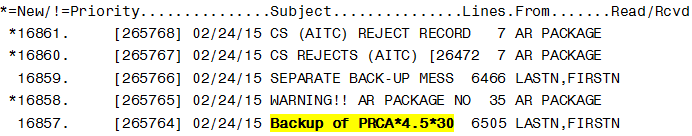 *=New/!=Priority..............Subject...............Lines.From.......Read/Rcvd
*16861. [265768] 02/24/15 CS (AITC) REJECT RECORD 7 AR PACKAGE
*16860. [265767] 02/24/15 CS REJECTS (AITC) [26472 7 AR PACKAGE
16859. [265766] 02/24/15 SEPARATE BACK-UP MESS 6466 LASTN,FIRSTN
*16858. [265765] 02/24/15 WARNING!! AR PACKAGE NO 35 AR PACKAGE
16857. [265764] 02/24/15 Backup of PRCA*4.5*30 6505 LASTN,FIRSTN